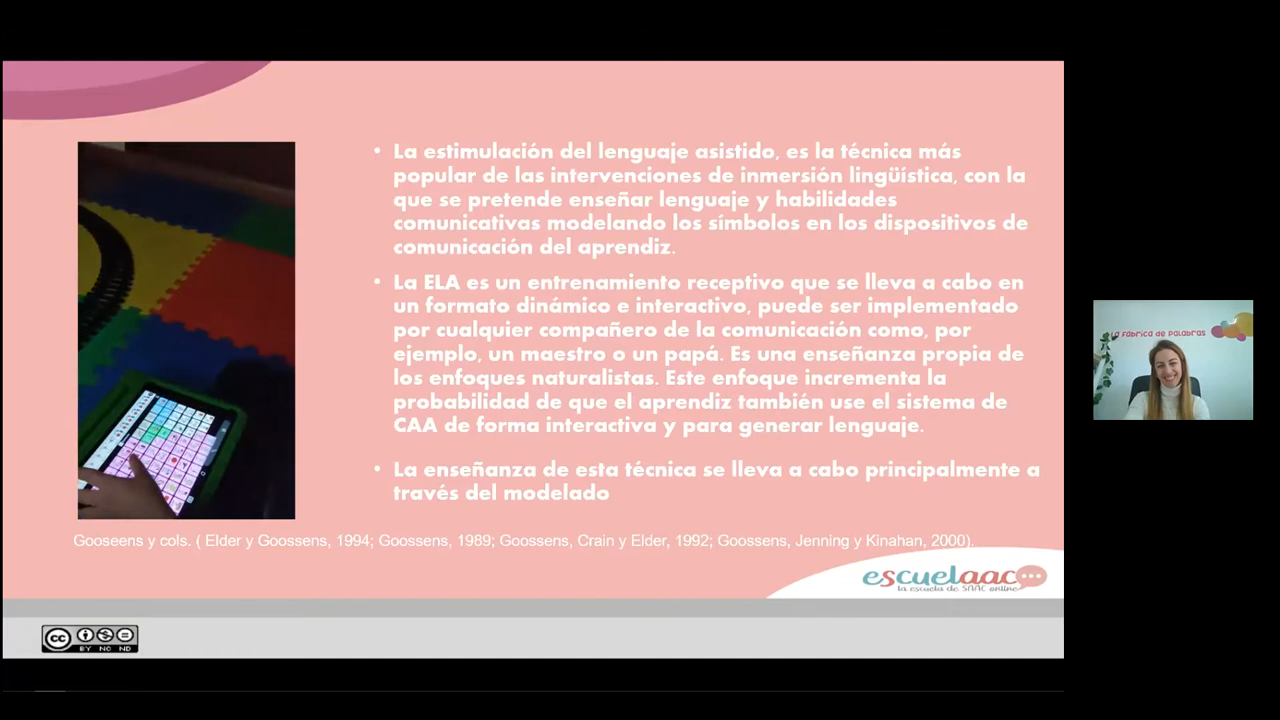 • La estimulación del lenguaje asistido, es la técnica más
popular de las intervenciones de inmersión lingüística, con la
que se pretende enseñar lenguaje y habilidades
comunicativas modelando los símbolos en los dispositivos de
comunicación del aprendiz.
• La ELA es un entrenamiento receptivo que se lleva a cabo en
un formato dinámico e interactivo, puede ser implementado
por cualquier compañero de la comunicación como, por
ejemplo, un maestro o un papá. Es una enseñanza propia de
los enfoques naturalistas. Este enfoque incrementa la
probabilidad de que el aprendiz también use el sistema de
CAA de forma interactiva y para generar lenguaje.
• La enseñanza de esta técnica se lleva a cabo principalmente a
través del modelado
Gooseens y cols. ( Elder y Goossens, 1994; Goossens, 1989; Goossens, Crain y Elder, 1992; Goossens, Jenning y Kinahan, 2000).
escuelaaac
la escuela de SAAC online
cc
BY NC ND
La Fábrica de Palabras